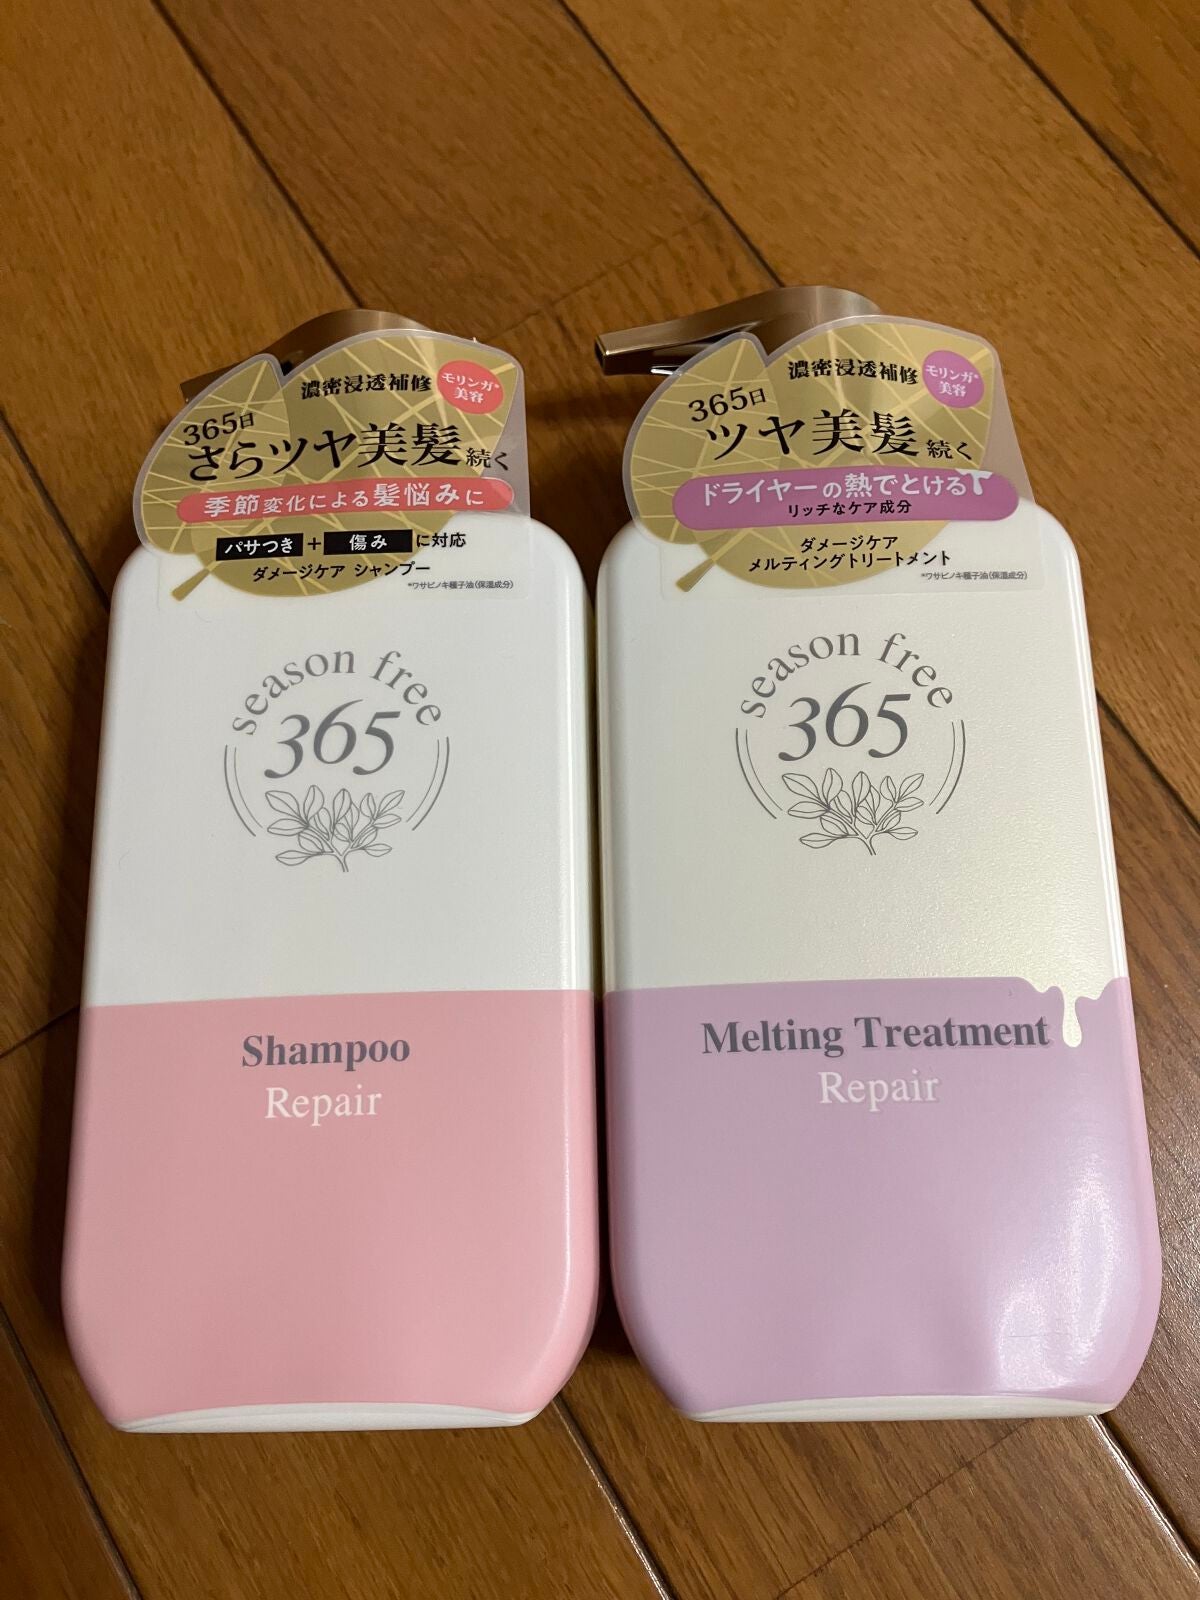 濃密浸透補修
モリンガ*
美容
365日
さらツヤ美髪続く
季節変化による髪悩みに
パサつき+傷みに対応
ダメージケア シャンプー
*ワサビノキ種子油(保湿成分)
season free
365
Shampoo
Repair
濃密浸透補修
モリンガ*
美容
365日
ツヤ美髪続く
ドライヤーの熱でとける
リッチなケア成分
ダメージケア
メルティングトリートメント
*ワサビノキ種子油(保湿成分)
season free
365
Melting Treatment
Repair